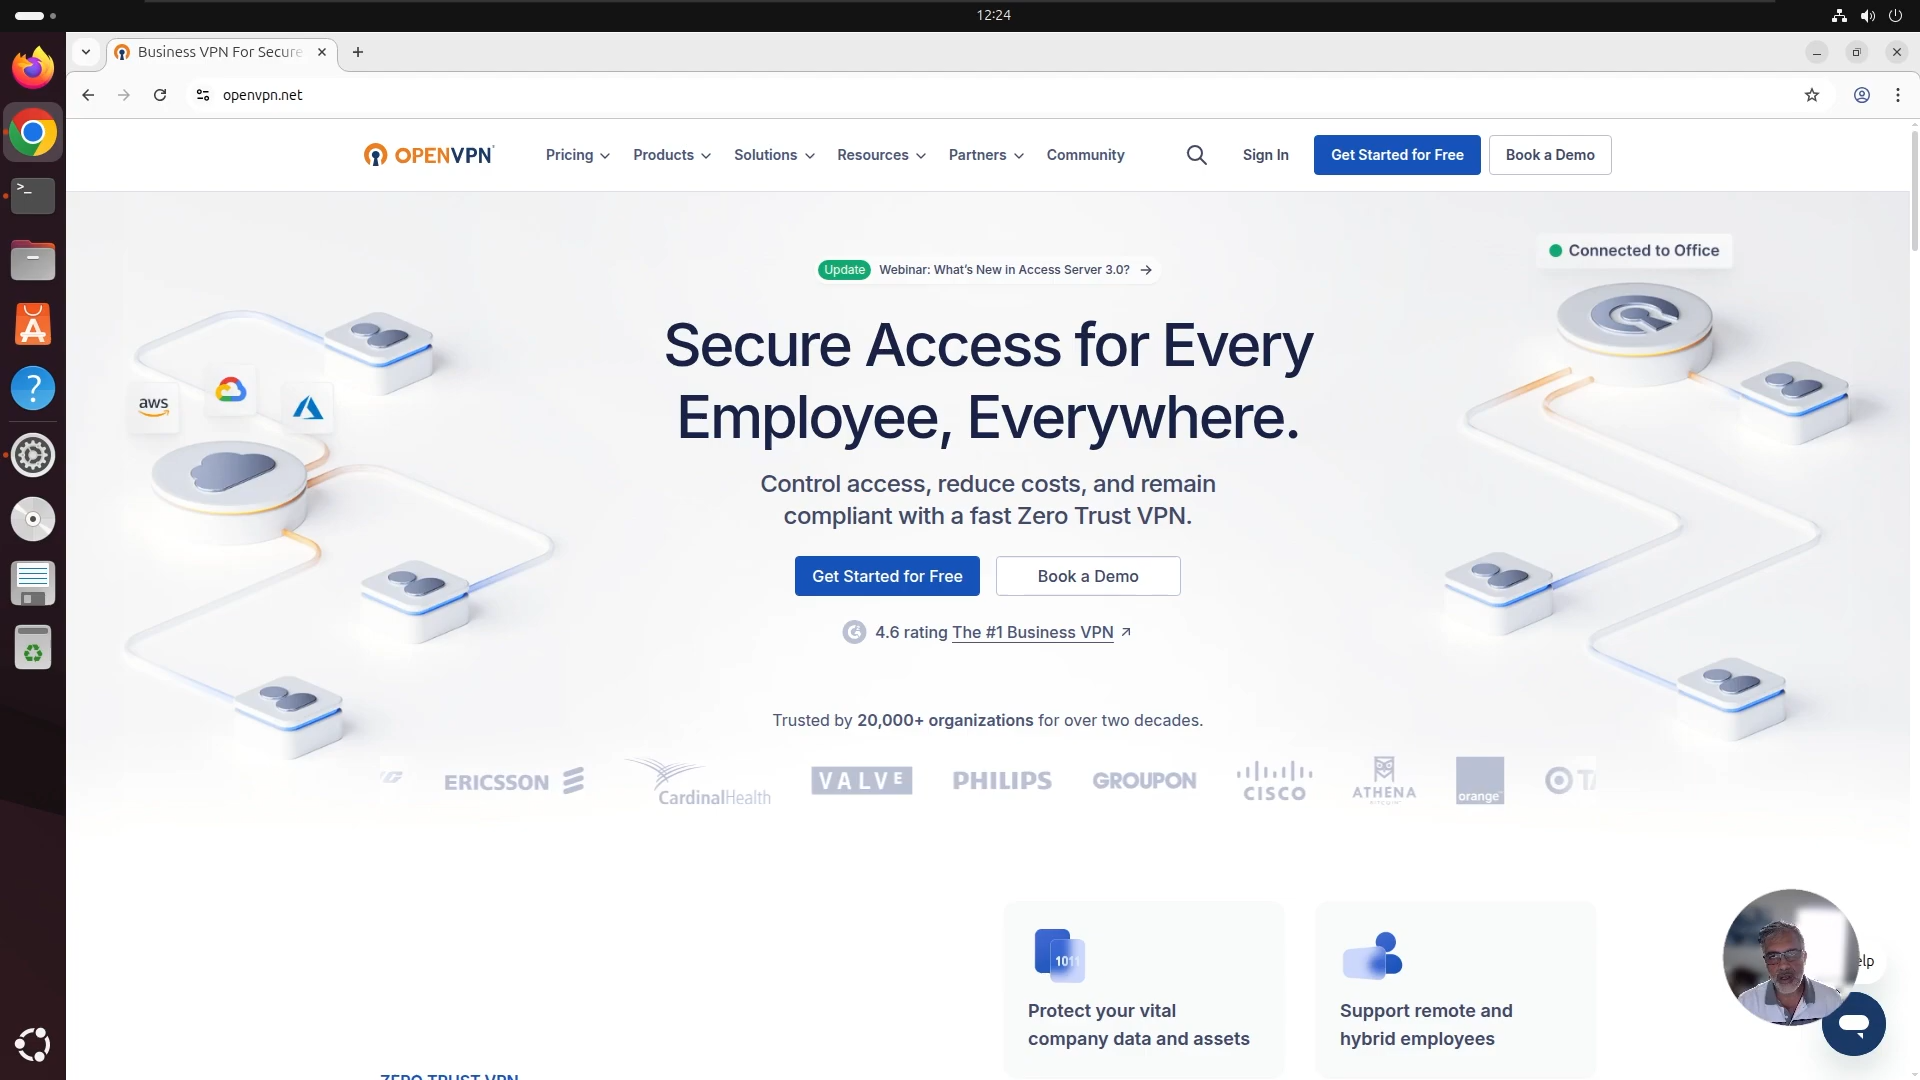 12:24
Business VPN For Secure
openvpn.net
OPENVPN
Pricing
Products
Solutions
Resources
Partners
Community
Sign In
Get Started for Free
Book a Demo
Connected to Office
Update
Webinar: What's New in Access Server 3.0? →
Secure Access for Every
Employee, Everywhere.
aws
Control access, reduce costs, and remain
compliant with a fast Zero Trust VPN.
Get Started for Free
Book a Demo
4.6 rating The #1 Business VPN
Trusted by 20,000+ organizations for over two decades.
ERICSSON
CardinalHealth
VALVE
PHILIPS
GROUPON
CISCO
ATHENA
orange
1011
Protect your vital
company data and assets
Support remote and
hybrid employees
elp
ZERO TRUST VPN